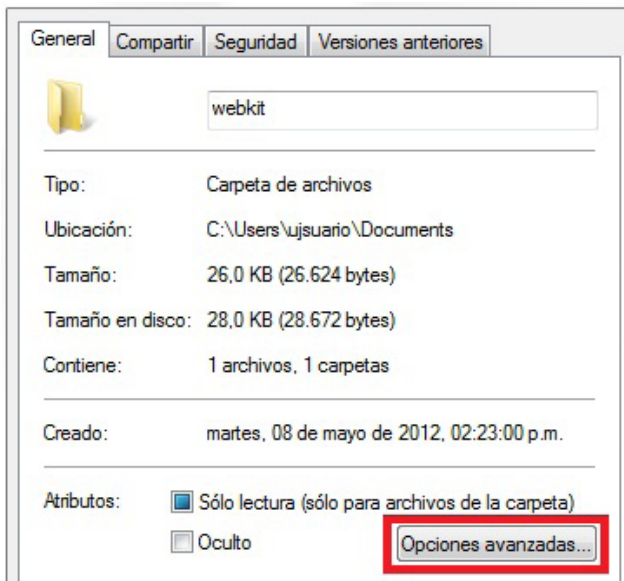 General Compartir Seguridad Versiones anteriores
webkit
Tipo: Carpeta de archivos
Ubicación: C:\Users\ujsuario\Documents
Tamaño: 26,0 KB (26.624 bytes)
Tamaño en disco: 28,0 KB (28.672 bytes)
Contiene: 1 archivos, 1 carpetas
Creado: martes, 08 de mayo de 2012, 02:23:00 p.m.
Atributos: Sólo lectura (sólo para archivos de la carpeta)
Oculto Opciones avanzadas...